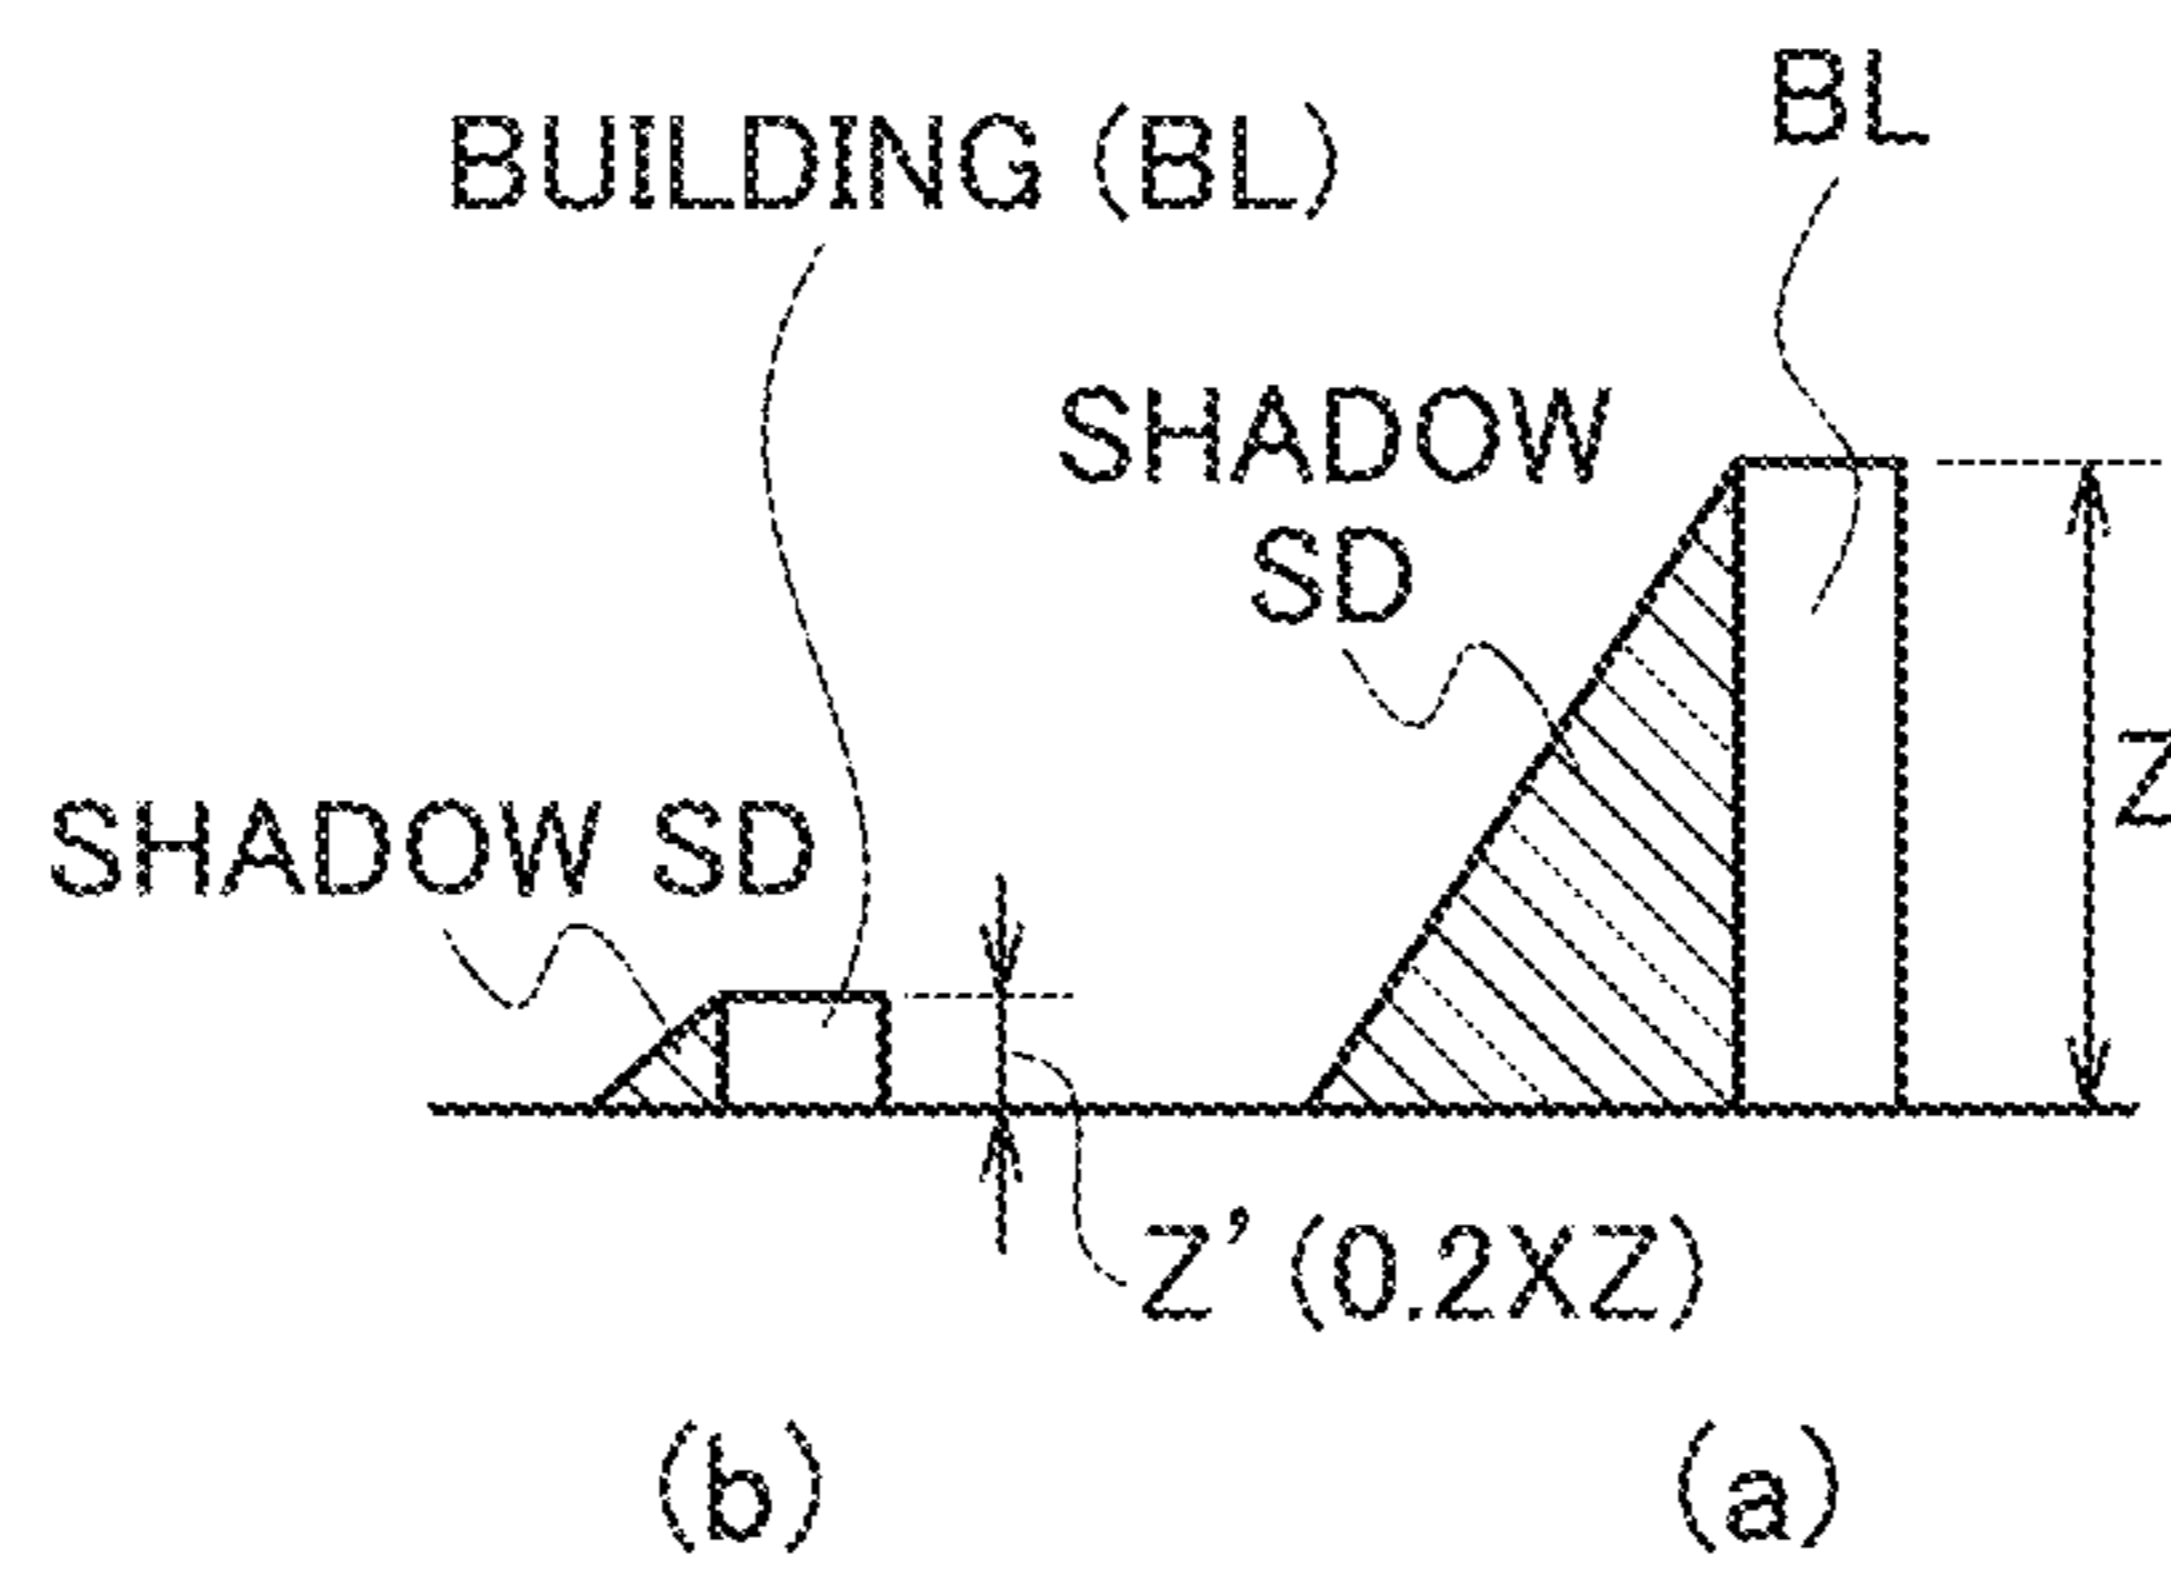 BL
BUILDING (BL)
SHADOW
SD
Z
SHADOW SD
Z' (0.2XZ)
(b)
(a)